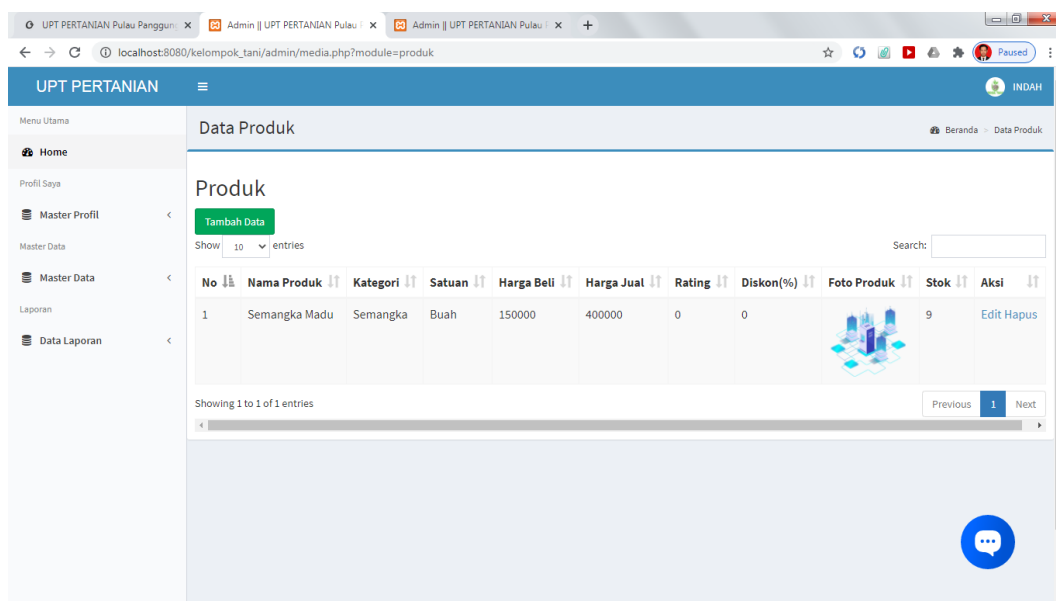 UPT PERTANIAN Pulau Panggung
Admin || UPT PERTANIAN Pulau
Admin || UPT PERTANIAN Pulau
localhost:8080/kelompok_tani/admin/media.php?module=produk
Paused
UPT PERTANIAN
INDAH
Menu Utama
Home
Profil Saya
Master Profil
Master Data
Master Data
Laporan
Data Laporan
Data Produk
Beranda > Data Produk
Produk
Tambah Data
Show 10 entries
Search:
No Nama Produk Kategori Satuan Harga Beli Harga Jual Rating Diskon(%) Foto Produk Stok Aksi
1 Semangka Madu Semangka Buah 150000 400000 0 0 9 Edit Hapus
Showing 1 to 1 of 1 entries
Previous 1 Next